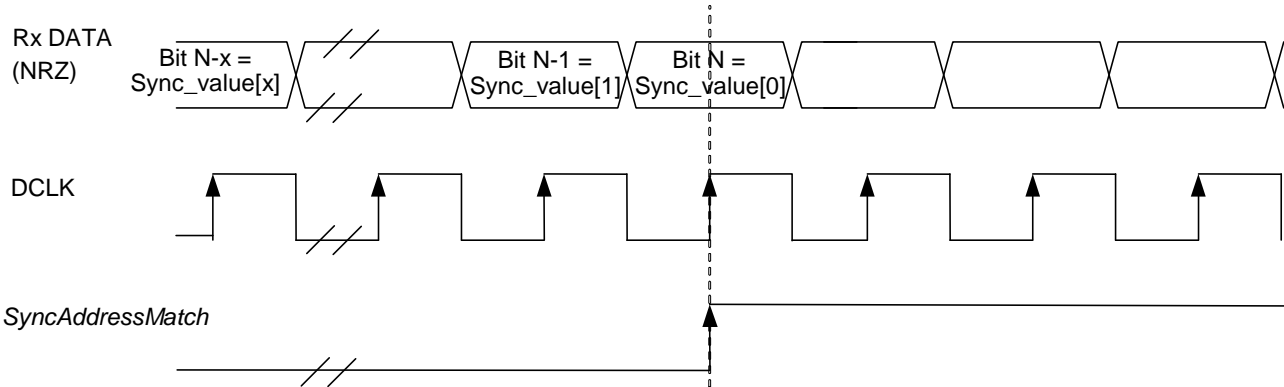 Rx DATA
(NRZ)
Bit N-x =
Sync_value[x]
Bit N-1 =
Sync_value[1]
Bit N =
Sync_value[0]
DCLK
SyncAddressMatch